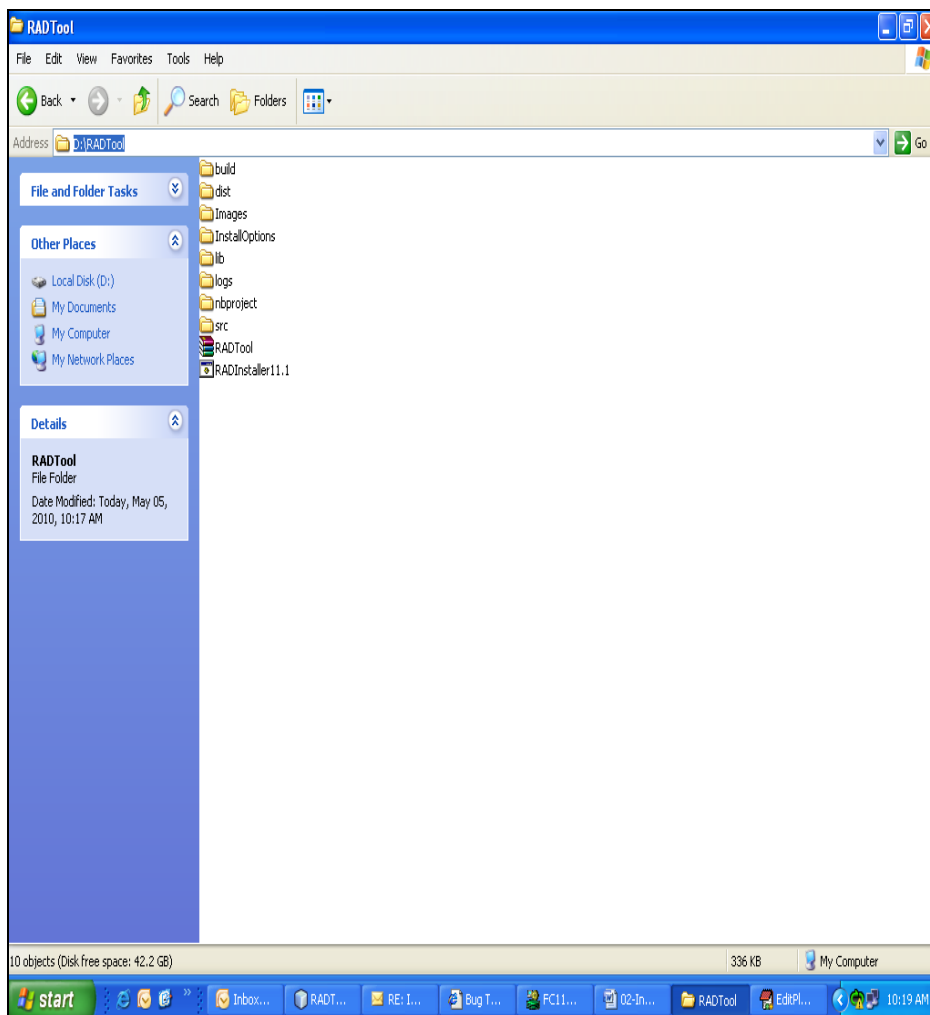 RADTool
File Edit View Favorites Tools Help
Back Search Folders
Address D:\RADTool Go
File and Folder Tasks
Other Places
Local Disk (D:)
My Documents
My Computer
My Network Places
Details
RADTool
File Folder
Date Modified: Today, May 05,
2010, 10:17 AM
build
dist
Images
InstallOptions
lib
logs
nbproject
src
RADTool
RADInstaller11.1
10 objects (Disk free space: 42.2 GB) 336 KB My Computer
start Inbox... RADT... RE: I... Bug T... FC11... 02-In... RADTool EditPl... 10:19 AM